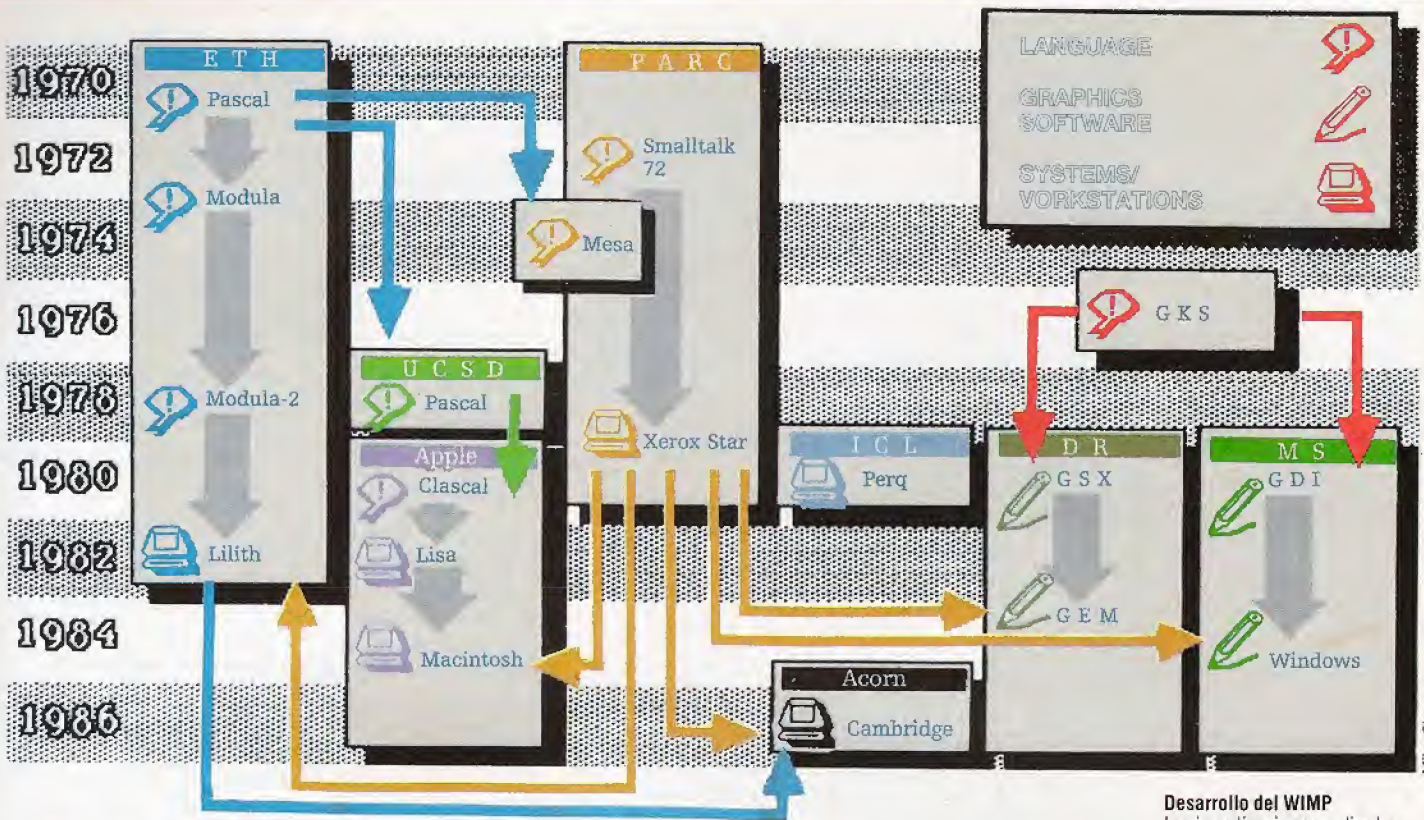 1970
1972
1974
1976
1978
1980
1982
1984
1986
E T H
Pascal
Modula
Modula-2
Lilith
U C S D
Pascal
Apple
Clascal
Lisa
Macintosh
P A R C
Smalltalk
72
Mesa
Xerox Star
I C L
Perq
Acorn
Cambridge
LANGUAGE
GRAPHICS
SOFTWARE
SYSTEMS/
VORKSTATIONS
G K S
D R
G S X
G E M
M S
G D I
Windows
Desarrollo del WIMP